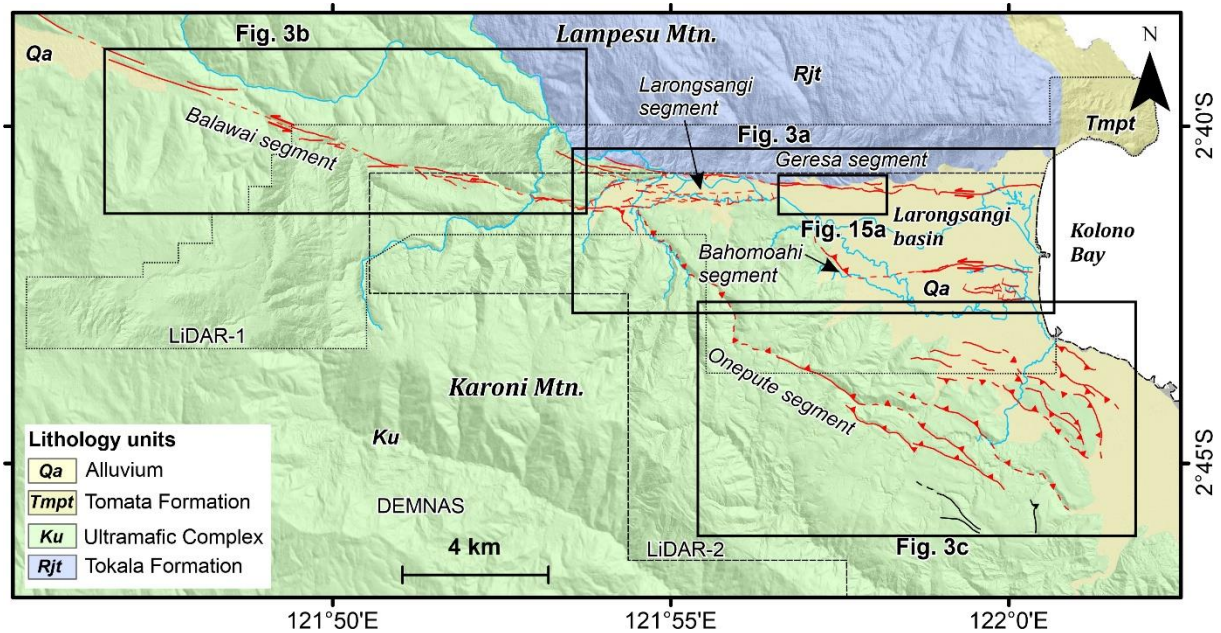 Fig. 3b
Lampesu Mtn.
N
Qa
Rjt
Larongsangi
segment
Tmpt
2°40'S
Balawai segment
Fig. 3a
Geresa segment
Larongsangi
basin
Kolono
Bay
Fig. 15a
Bahomoahi
segment
Qa
LiDAR-1
Onepute segment
Karoni Mtn.
Lithology units
Qa Alluvium
Tmpt Tomata Formation
Ku Ultramafic Complex
Rjt Tokala Formation
Ku
2°45'S
DEMNAS
4 km
LiDAR-2
Fig. 3c
121°50'E
121°55'E
122°0'E